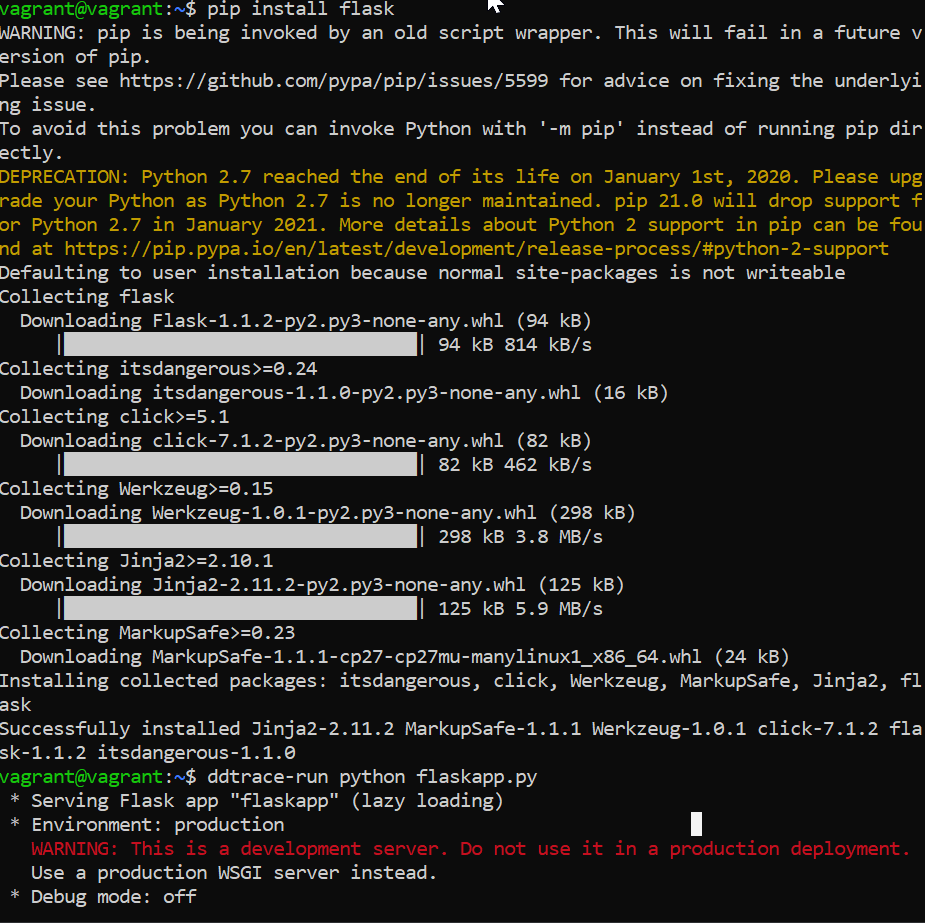 vagrant@vagrant:~$ pip install flask
WARNING: pip is being invoked by an old script wrapper. This will fail in a future v
ersion of pip.
Please see https://github.com/pypa/pip/issues/5599 for advice on fixing the underlyi
ng issue.
To avoid this problem you can invoke Python with '-m pip' instead of running pip dir
ectly.
DEPRECATION: Python 2.7 reached the end of its life on January 1st, 2020. Please upg
rade your Python as Python 2.7 is no longer maintained. pip 21.0 will drop support f
or Python 2.7 in January 2021. More details about Python 2 support in pip can be fou
nd at https://pip.pypa.io/en/latest/development/release-process/#python-2-support
Defaulting to user installation because normal site-packages is not writeable
Collecting flask
  Downloading Flask-1.1.2-py2.py3-none-any.whl (94 kB)
     |████████████████████████████████| 94 kB 814 kB/s
Collecting itsdangerous>=0.24
  Downloading itsdangerous-1.1.0-py2.py3-none-any.whl (16 kB)
Collecting click>=5.1
  Downloading click-7.1.2-py2.py3-none-any.whl (82 kB)
     |████████████████████████████████| 82 kB 462 kB/s
Collecting Werkzeug>=0.15
  Downloading Werkzeug-1.0.1-py2.py3-none-any.whl (298 kB)
     |████████████████████████████████| 298 kB 3.8 MB/s
Collecting Jinja2>=2.10.1
  Downloading Jinja2-2.11.2-py2.py3-none-any.whl (125 kB)
     |████████████████████████████████| 125 kB 5.9 MB/s
Collecting MarkupSafe>=0.23
  Downloading MarkupSafe-1.1.1-cp27-cp27mu-manylinux1_x86_64.whl (24 kB)
Installing collected packages: itsdangerous, click, Werkzeug, MarkupSafe, Jinja2, fl
ask
Successfully installed Jinja2-2.11.2 MarkupSafe-1.1.1 Werkzeug-1.0.1 click-7.1.2 fla
sk-1.1.2 itsdangerous-1.1.0
vagrant@vagrant:~$ ddtrace-run python flaskapp.py
 * Serving Flask app "flaskapp" (lazy loading)
 * Environment: production
   WARNING: This is a development server. Do not use it in a production deployment.
   Use a production WSGI server instead.
 * Debug mode: off